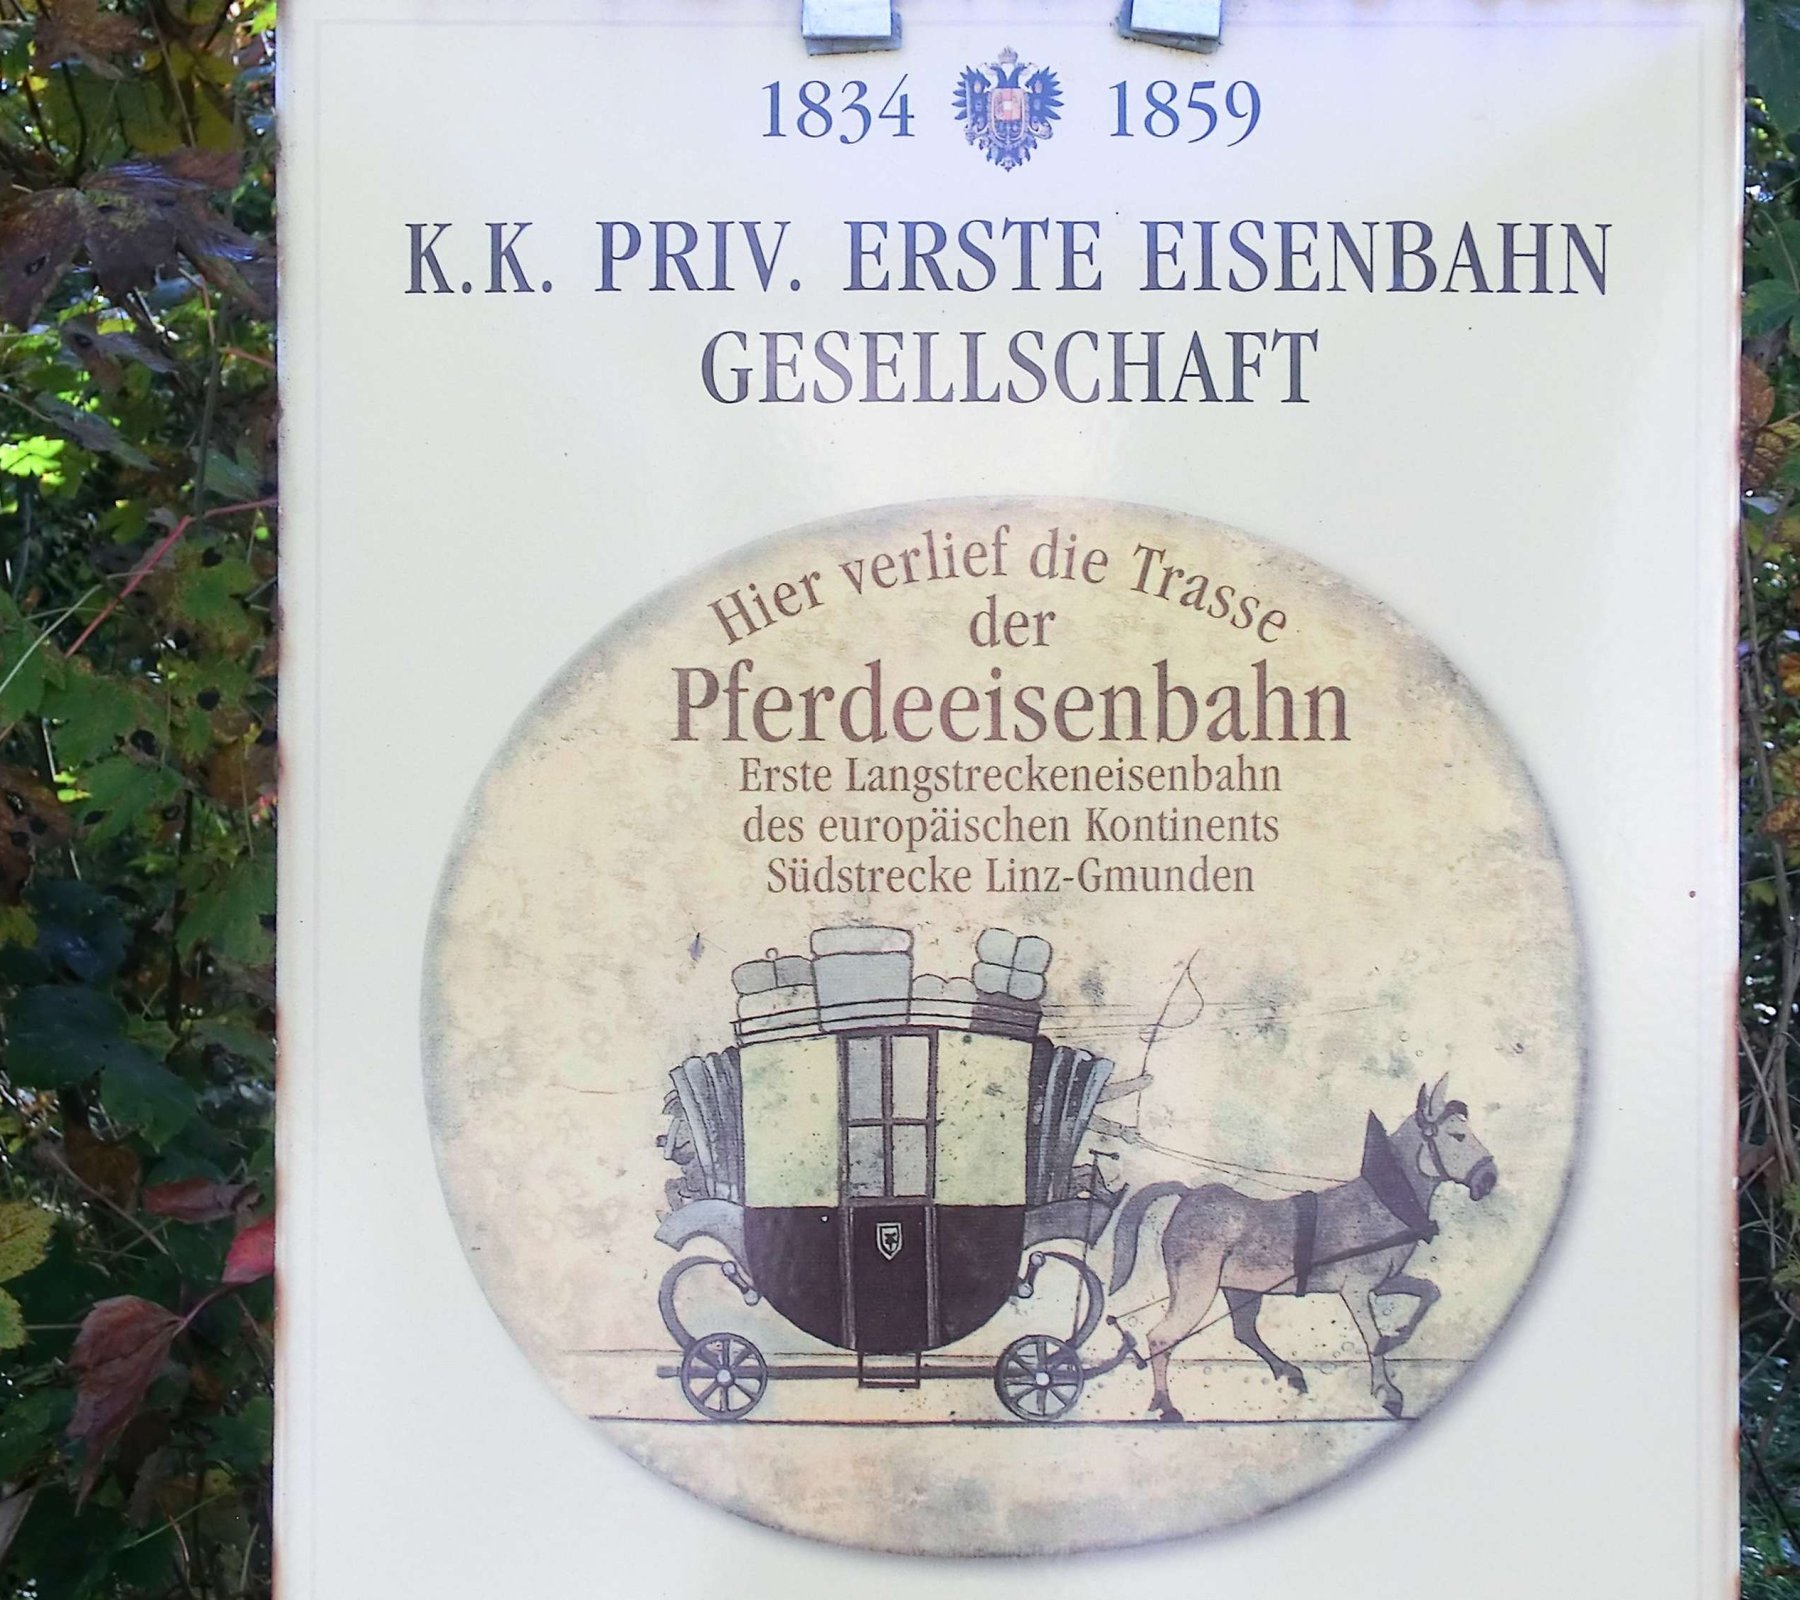 1834 1859
K.K. PRIV. ERSTE EISENBAHN
GESELLSCHAFT
Hier verlief die Trasse
der
Pferdeeisenbahn
Erste Langstreckeneisenbahn
des europäischen Kontinents
Südstrecke Linz-Gmunden